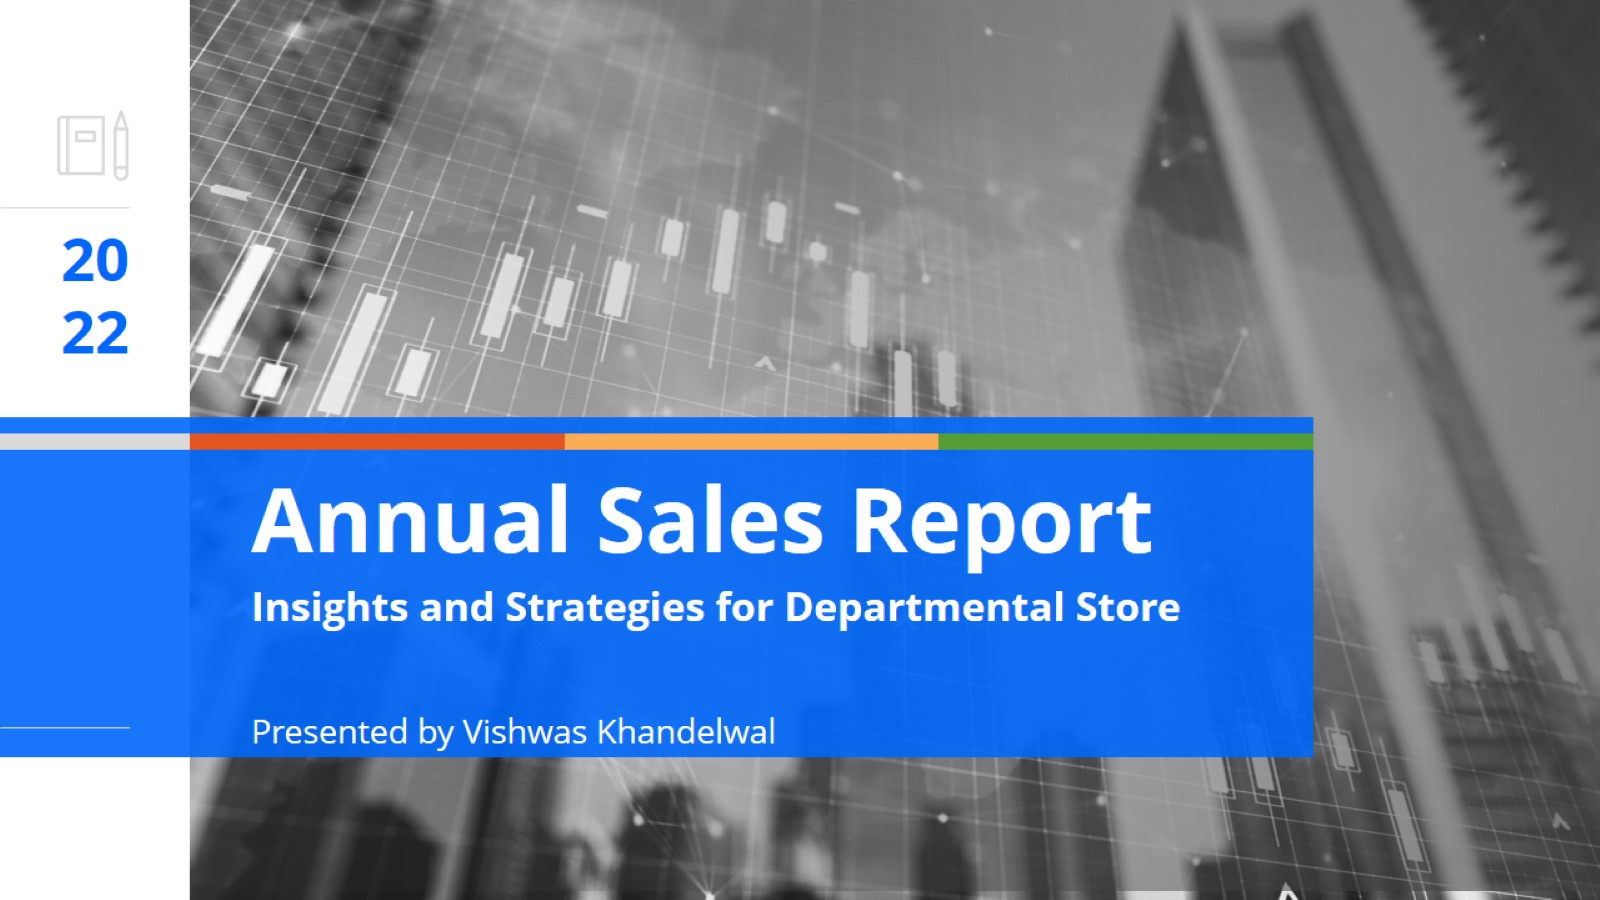 20
22
Annual Sales Report
Insights and Strategies for Departmental Store
Presented by Vishwas Khandelwal